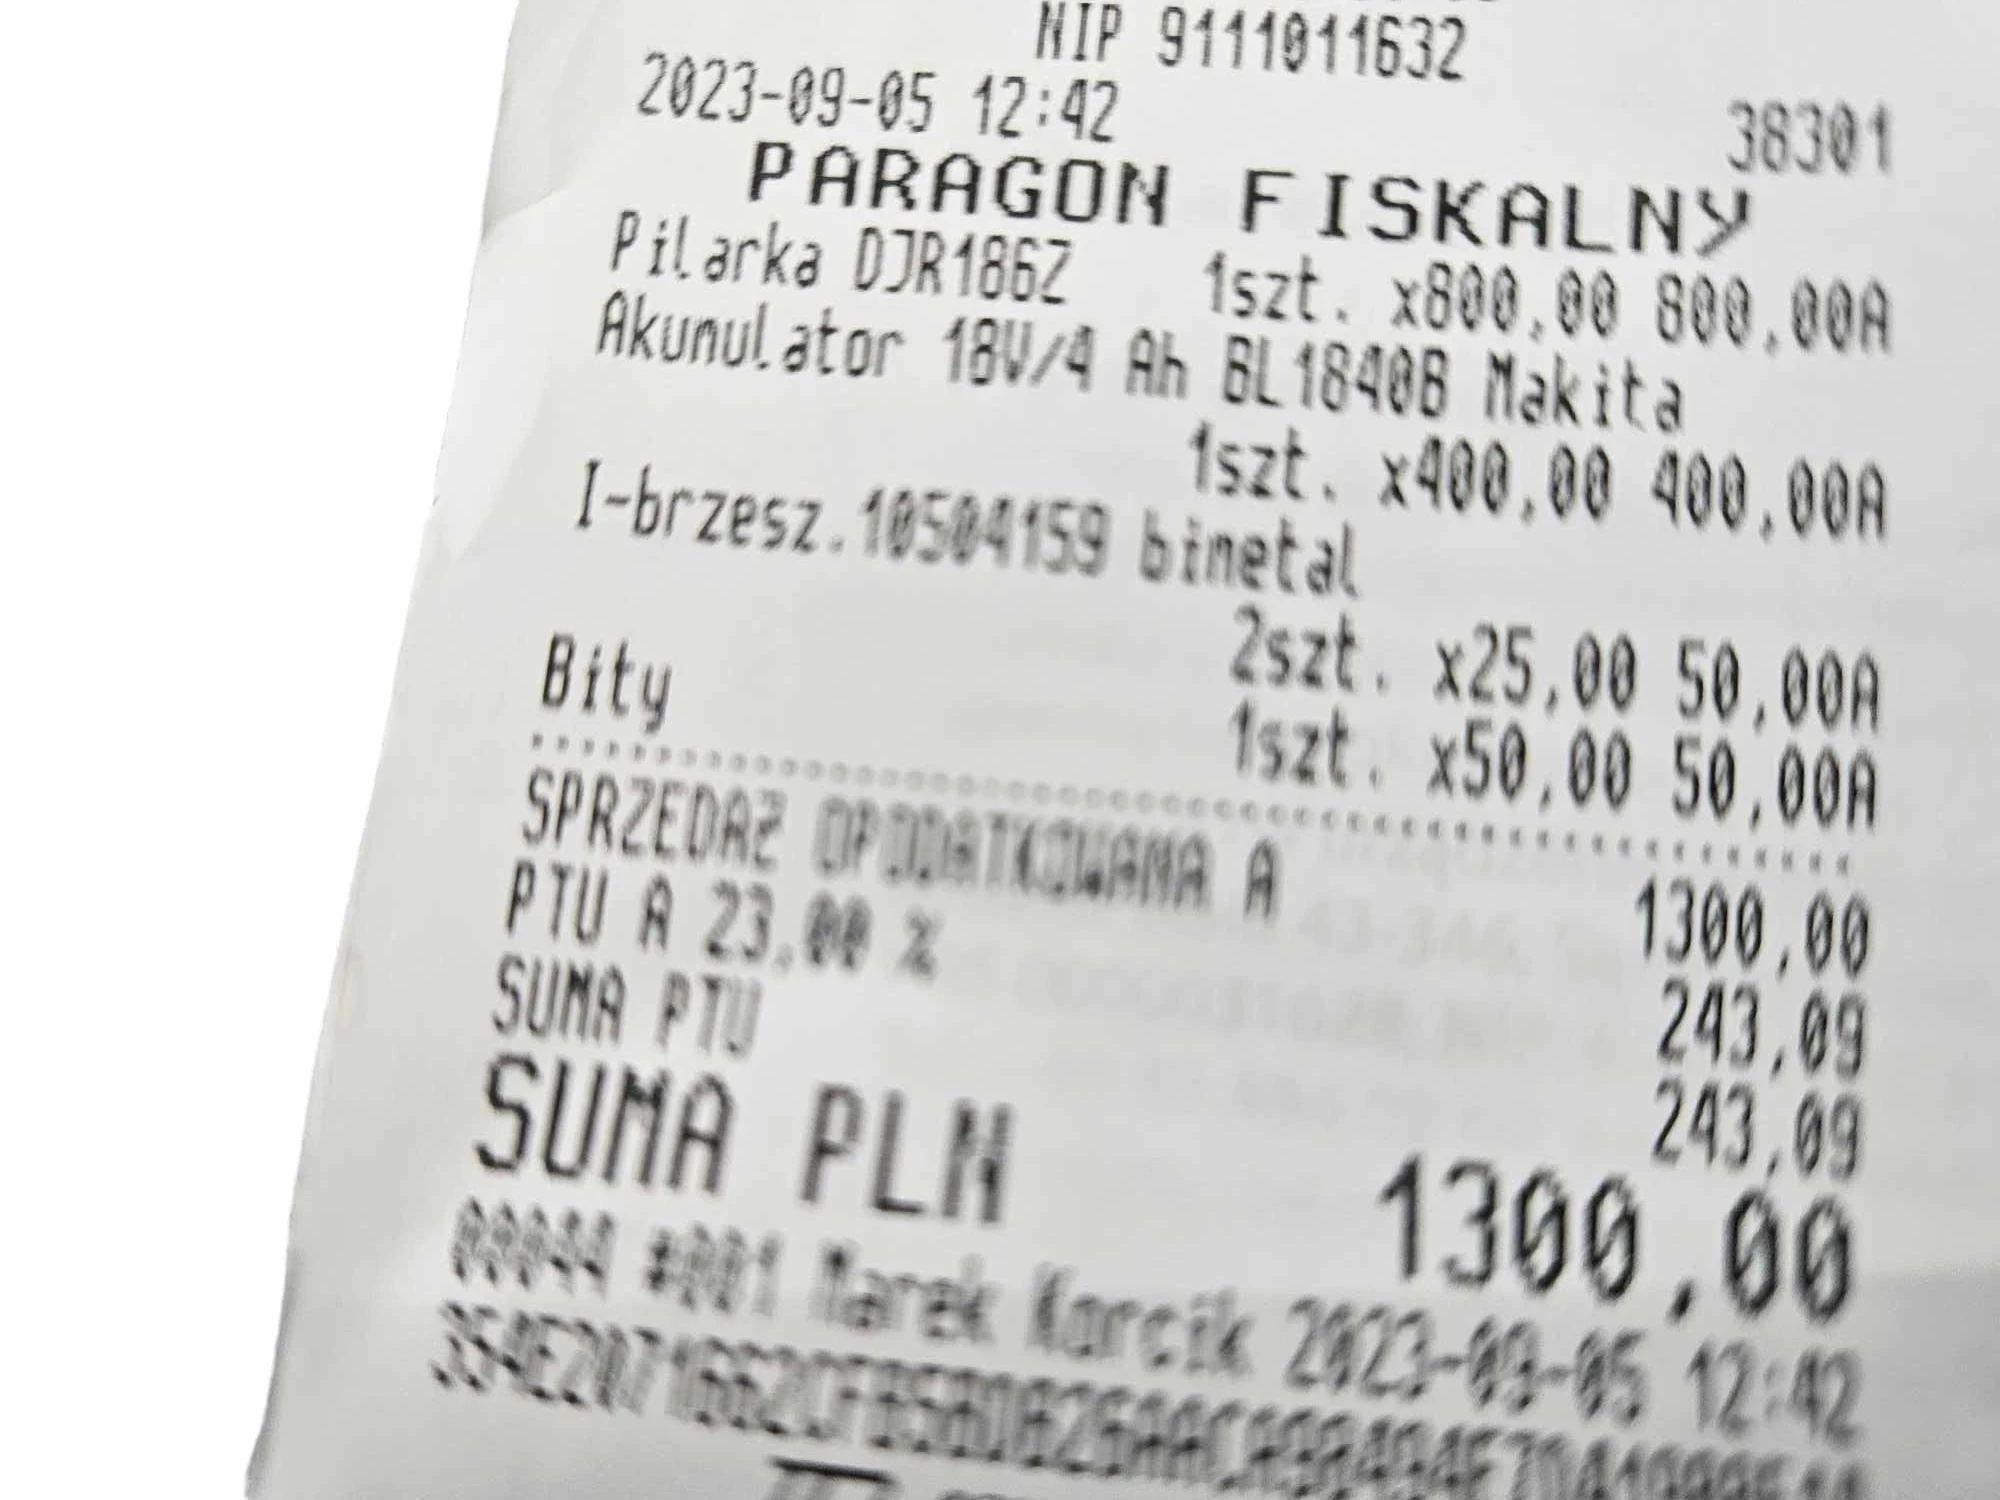 NIP 9111011632
2023-09-05 12:42 38301
PARAGON FISKALNY
Pilarka DJR186Z 1szt. x800,00 800,00A
Akumulator 18V/4 Ah BL1840B Makita
1szt. x400,00 400,00A
I-brzesz.10504159 bimetal
2szt. x25,00 50,00A
Bity 1szt. x50,00 50,00A
SPRZEDAŻ OPODATKOWANA A 1300,00
PTU A 23,00 % 243,09
SUMA PTU 243,09
SUMA PLN 1300,00
00044 #001 Marek Korcik 2023-09-05 12:42